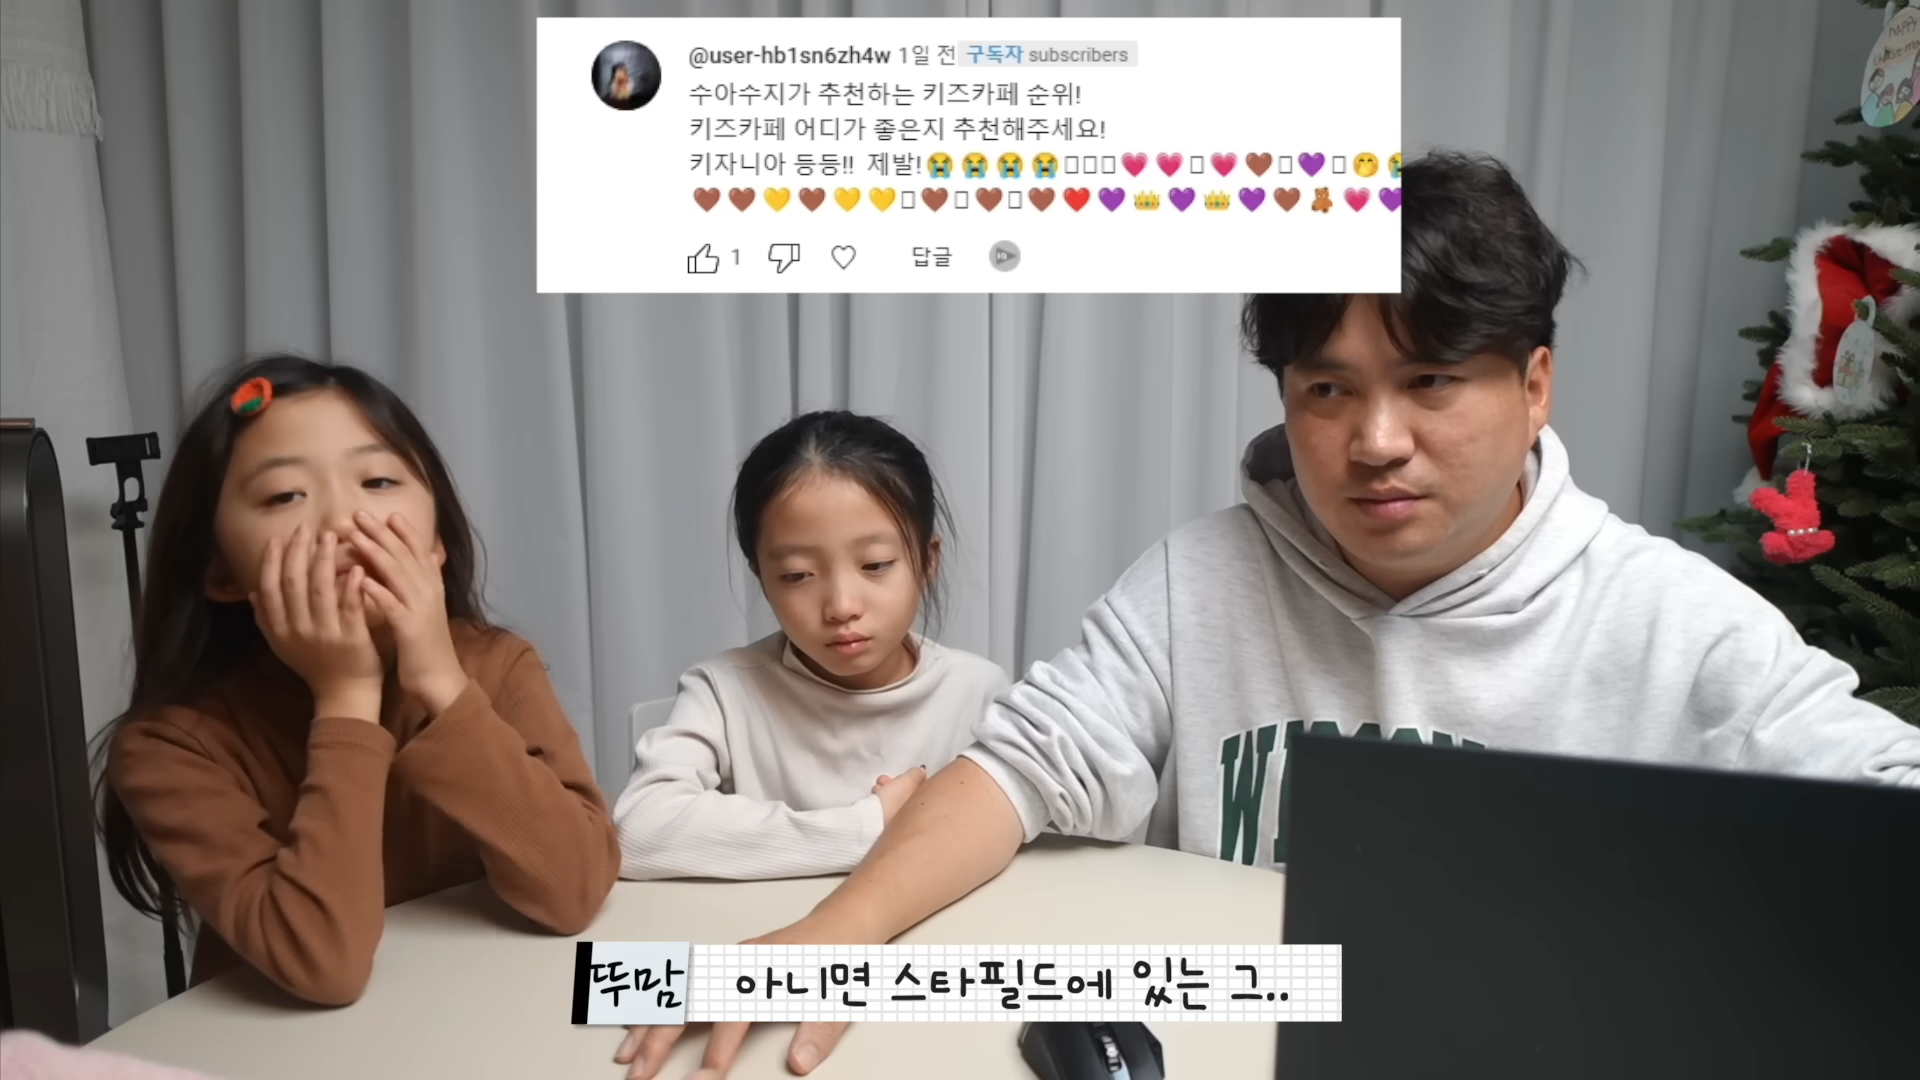 @user-hb1sn6zh4w 1일 전 구독자 subscribers
수아수지가 추천하는 키즈카페 순위!
키즈카페 어디가 좋은지 추천해주세요!
키자니아 등등!! 제발!😭😭😭😭💗💗💗🤎💜🤭😭
🤎🤎💛🤎💛💛🤎🤎🤎❤️💜👑💜👑💜🤎🧸💗💜
1 답글
뚜맘 아니면 스타필드에 있는 그..